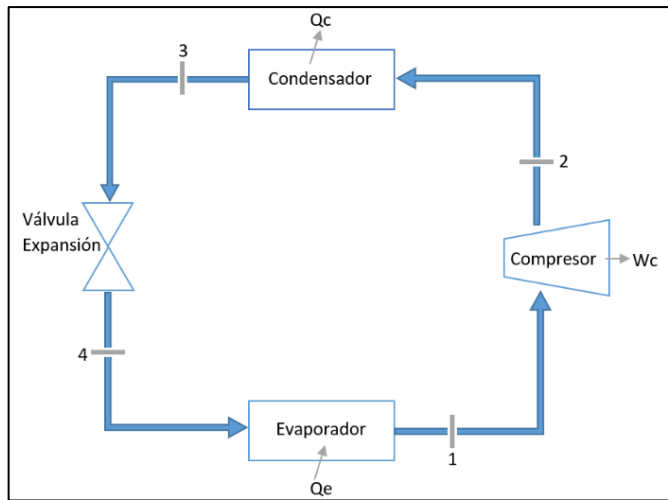 Qc
3
Condensador
2
Válvula
Expansión
Compresor
Wc
4
Evaporador
1
Qe